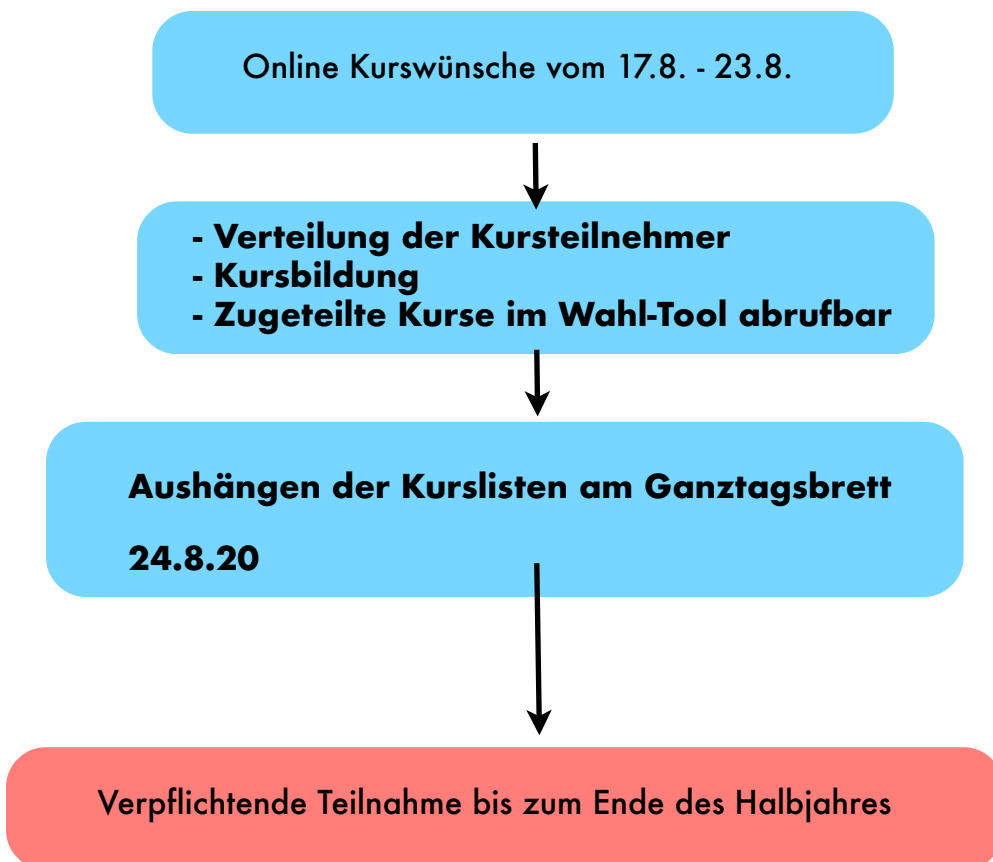 Online Kurswünsche vom 17.8. - 23.8.
- Verteilung der Kursteilnehmer
- Kursbildung
- Zugeteilte Kurse im Wahl-Tool abrufbar
Aushängen der Kurslisten am Ganztagsbrett
24.8.20
Verpflichtende Teilnahme bis zum Ende des Halbjahres